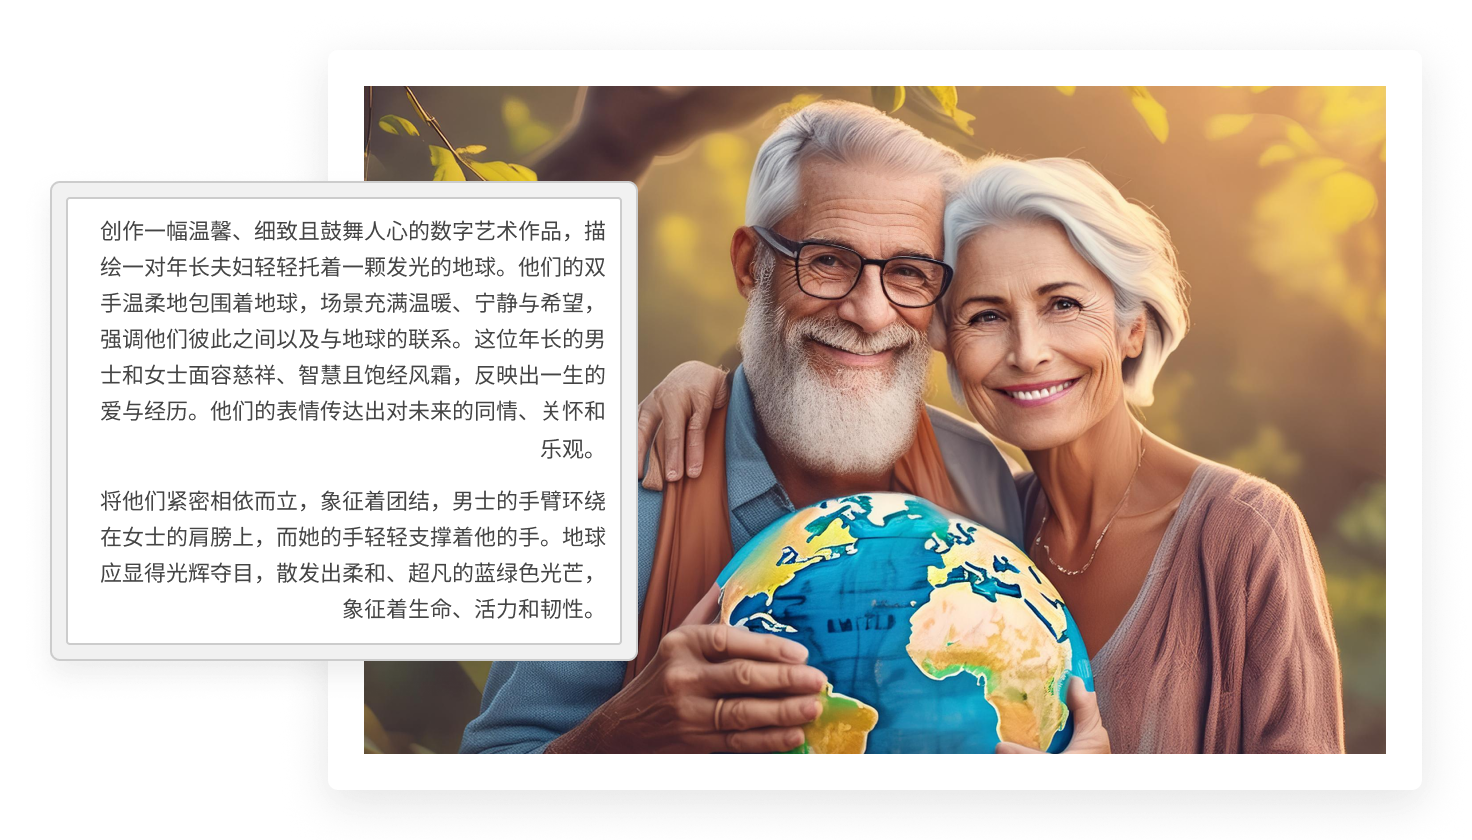 创作一幅温馨、细致且鼓舞人心的数字艺术作品，描
绘一对年长夫妇轻轻托着一颗发光的地球。他们的双
手温柔地包围着地球，场景充满温暖、宁静与希望，
强调他们彼此之间以及与地球的联系。这位年长的男
士和女士面容慈祥、智慧且饱经风霜，反映出一生的
爱与经历。他们的表情传达出对未来的同情、关怀和
乐观。
将他们紧密相依而立，象征着团结，男士的手臂环绕
在女士的肩膀上，而她的手轻轻支撑着他的手。地球
应显得光辉夺目，散发出柔和、超凡的蓝绿色光芒，
象征着生命、活力和韧性。